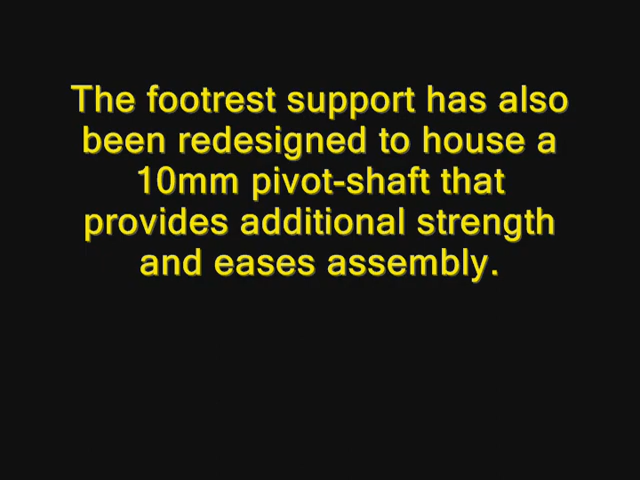 The footrest support has also
been redesigned to house a
10mm pivot-shaft that
provides additional strength
and eases assembly.